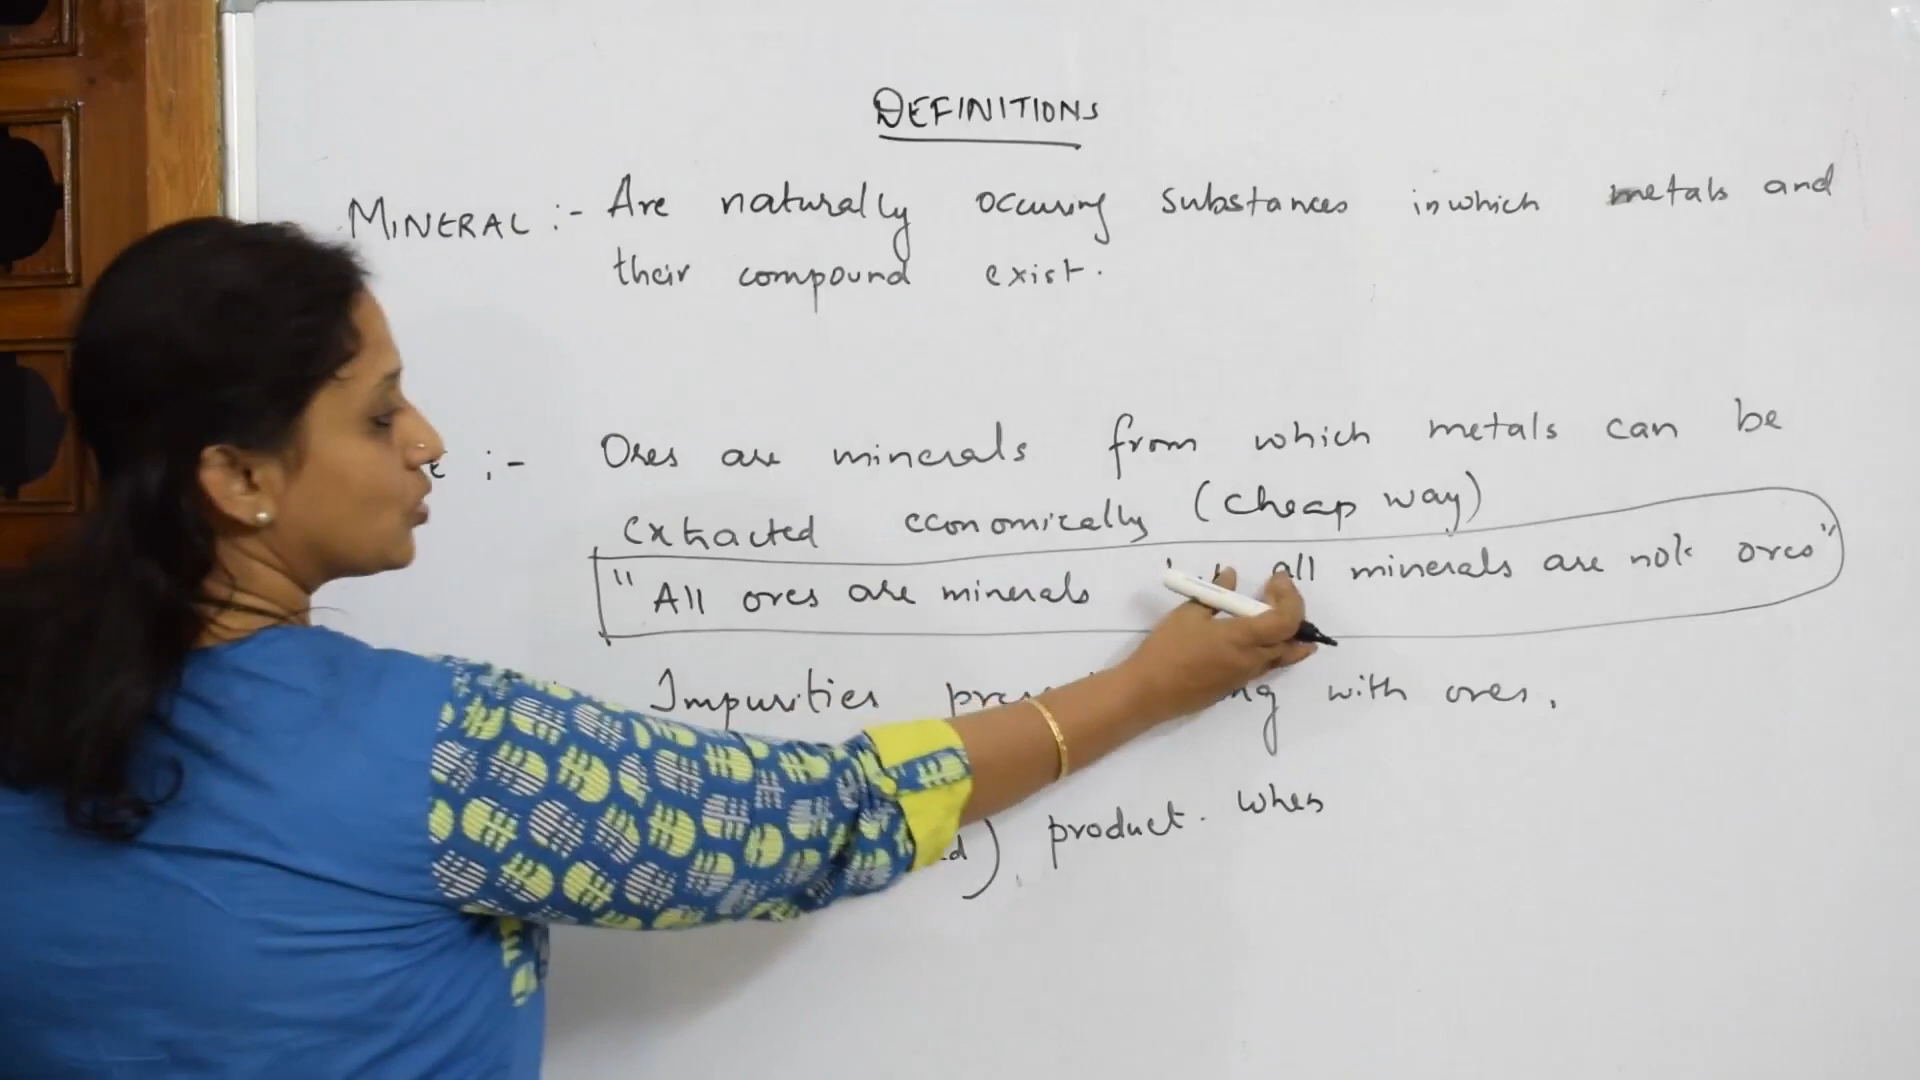 DEFINITIONS
MINERAL :- Are naturally occuring substances in which metals and
their compound exist.
:- Ores are minerals from which metals can be
extracted economically (cheap way)
"All ores are minerals all minerals are not ores"
Impurities with ores.
product. when